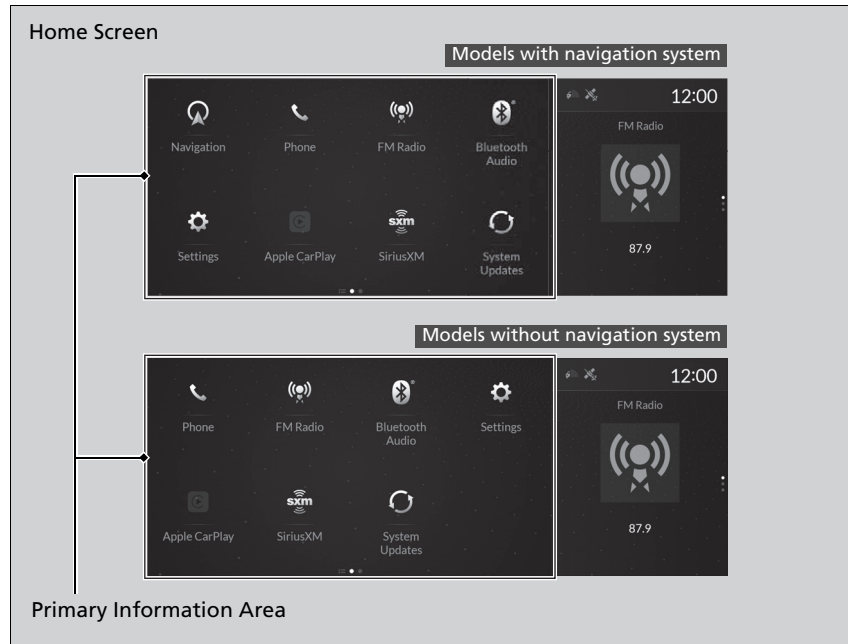 Home Screen
Models with navigation system
12:00
Navigation
Phone
FM Radio
Bluetooth
Audio
FM Radio
sxm
Settings
Apple CarPlay
SiriusXM
System
Updates
87.9
Models without navigation system
12:00
Phone
FM Radio
Bluetooth
Audio
Settings
FM Radio
sxm
Apple CarPlay
SiriusXM
System
Updates
87.9
Primary Information Area